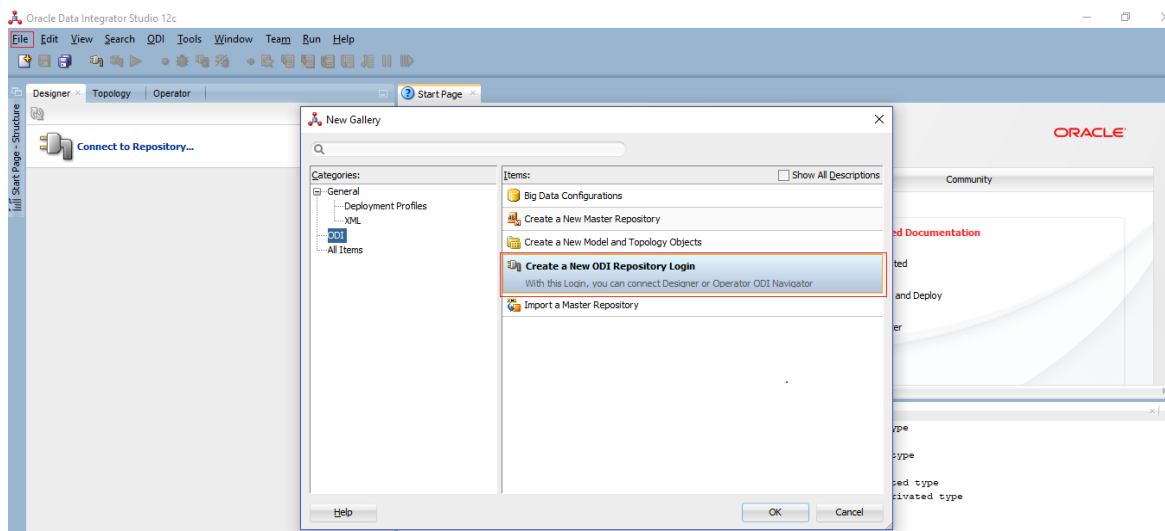 Oracle Data Integrator Studio 12c
File Edit View Search ODI Tools Window Team Run Help
Designer Topology Operator
Start Page
Start Page - Structure
Connect to Repository...
New Gallery
Categories:
General
Deployment Profiles
XML
ODI
All Items
Items:
Show All Descriptions
Big Data Configurations
Create a New Master Repository
Create a New Model and Topology Objects
Create a New ODI Repository Login
With this Login, you can connect Designer or Operator ODI Navigator
Import a Master Repository
Help
OK
Cancel
ORACLE
Community
ed Documentation
ted
and Deploy
er
ype
type
ted type
rivated type